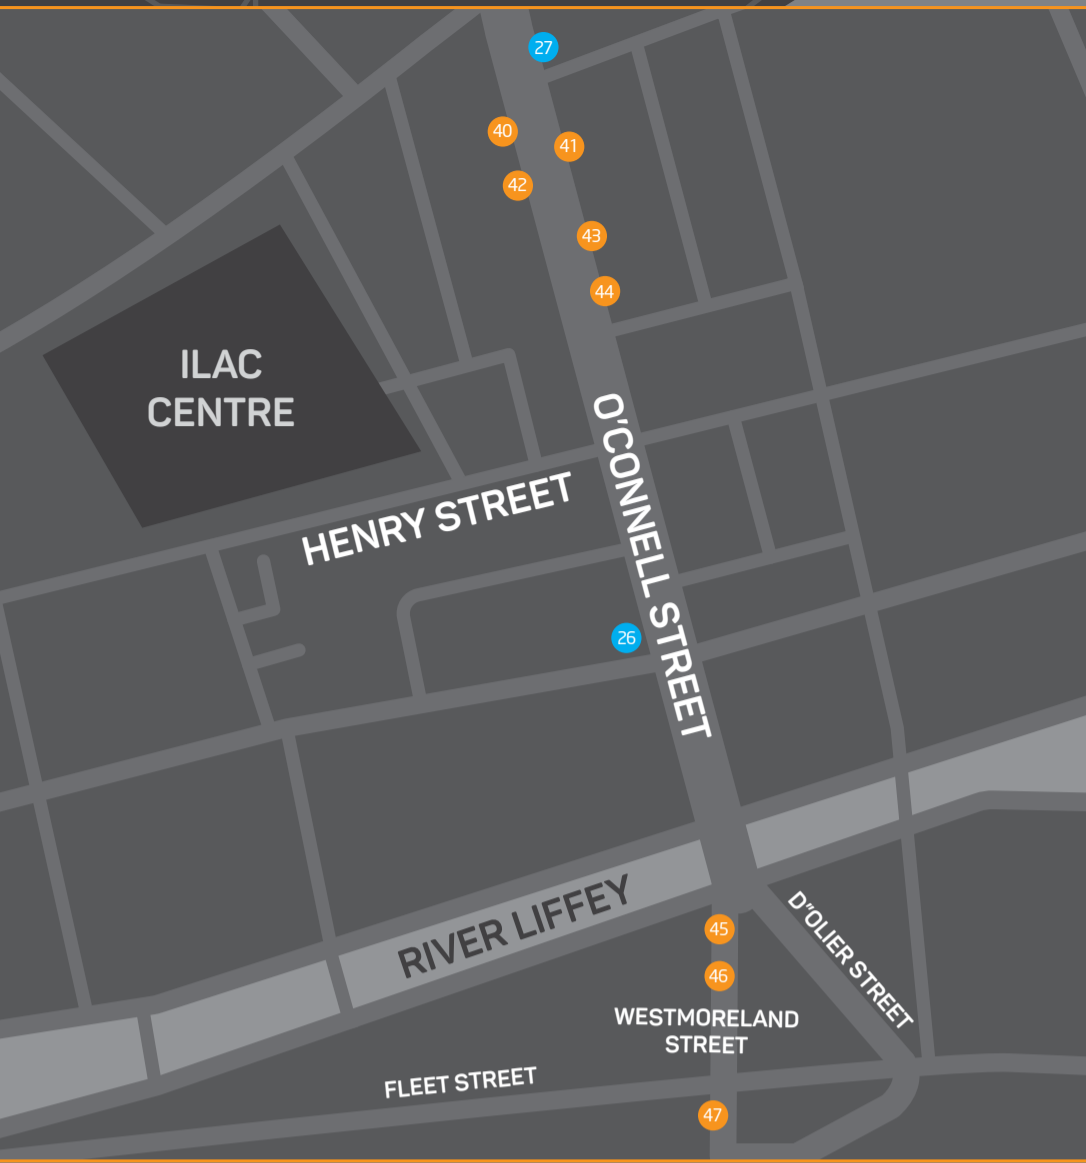 27
40
41
42
43
44
ILAC
CENTRE
O'CONNELL STREET
HENRY STREET
26
RIVER LIFFEY
D"OLIER STREET
45
46
WESTMORELAND
STREET
FLEET STREET
47